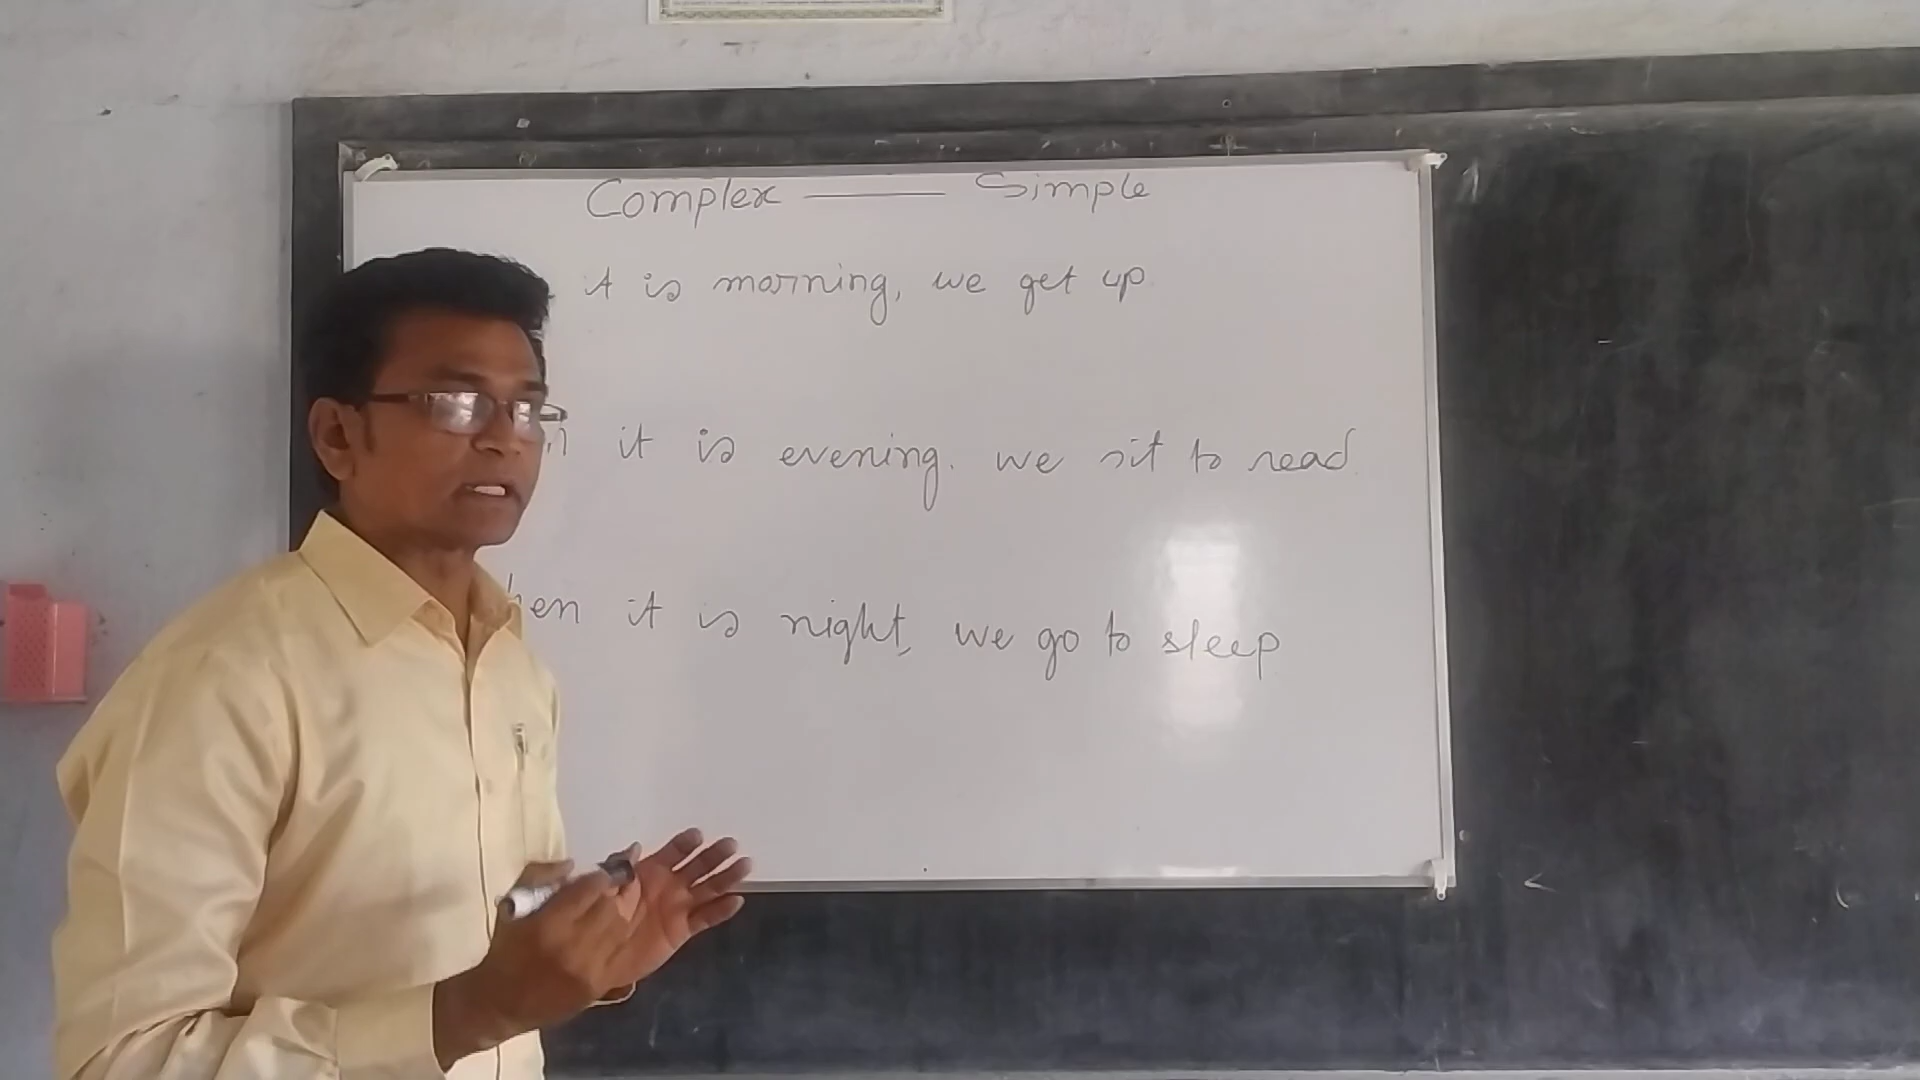 Complex — Simple
it is morning, we get up
it is evening. we sit to read.
hen it is night, we go to sleep